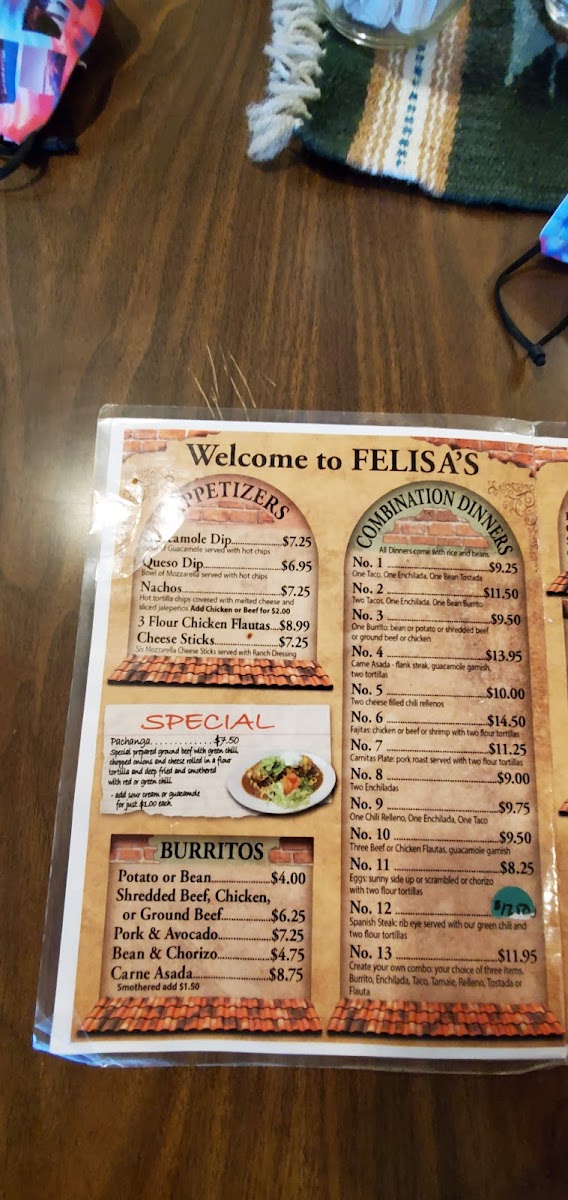 Welcome to FELISA'S
APPETIZERS
Dip..............$7.25
of Guacamole served with hot chips
Queso Dip..............$6.95
Bowl of Mozzarella served with hot chips
Nachos..............$7.25
Hot tortilla chips covered with melted cheese and
sliced jalepeños Add Chicken or Beef for $2.00
3 Flour Chicken Flautas...$8.99
Cheese Sticks..............$7.25
Six Mozzarella Cheese Sticks served with Ranch Dressing
SPECIAL
Pachanga.............$7.50
Special prepared ground beef with green chili,
chopped onions and cheese rolled in a flour
tortilla and deep fried and smothered
with red or green chili.
- add sour cream or guacamole
for just $1.00 each.
BURRITOS
Potato or Bean..............$4.00
Shredded Beef, Chicken,
or Ground Beef..............$6.25
Pork & Avocado..............$7.25
Bean & Chorizo..............$4.75
Carne Asada..............$8.75
Smothered add $1.50
COMBINATION DINNERS
All Dinners come with rice and beans
No. 1 ..............$9.25
One Taco, One Enchilada, One Bean Tostada
No. 2 ..............$11.50
Two Tacos, One Enchilada, One Bean Burrito
No. 3 ..............$9.50
One Burrito: bean or potato or shredded beef
or ground beef or chicken
No. 4 ..............$13.95
Carne Asada - flank steak, guacamole garnish,
two tortillas
No. 5 ..............$10.00
Two cheese filled chili rellenos
No. 6 ..............$14.50
Fajitas: chicken or beef or shrimp with two flour tortillas
No. 7 ..............$11.25
Carnitas Plate: pork roast served with two flour tortillas
No. 8 ..............$9.00
Two Enchiladas
No. 9 ..............$9.75
One Chili Relleno, One Enchilada, One Taco
No. 10 ..............$9.50
Three Beef or Chicken Flautas, guacamole garnish
No. 11 ..............$8.25
Eggs: sunny side up or scrambled or chorizo
with two flour tortillas
No. 12 ..............$17.50
Spanish Steak: rib eye served with our green chili and
two flour tortillas
No. 13 ..............$11.95
Create your own combo: your choice of three items.
Burrito, Enchilada, Taco, Tamale, Relleno, Tostada or
Flauta